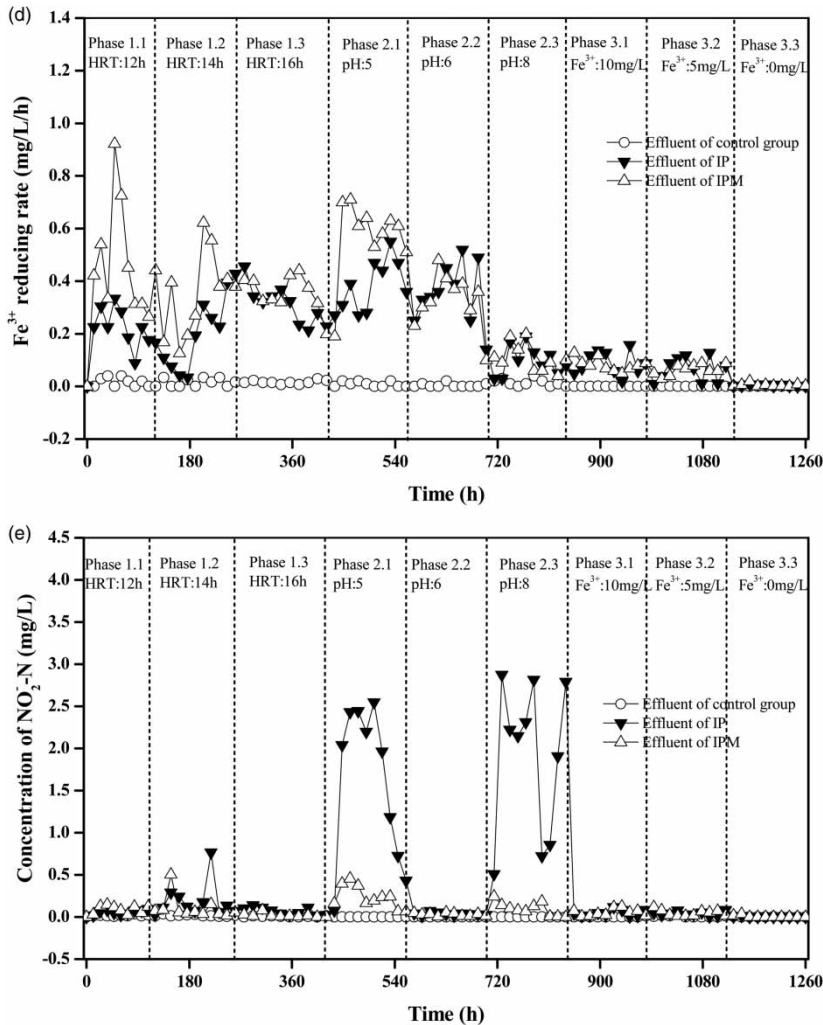 (d)
1.4
1.2
1.0
0.8
0.6
0.4
0.2
0.0
-0.2
Fe³⁺ reducing rate (mg/L/h)
Phase 1.1
HRT:12h
Phase 1.2
HRT:14h
Phase 1.3
HRT:16h
Phase 2.1
pH:5
Phase 2.2
pH:6
Phase 2.3
pH:8
Phase 3.1
Fe³⁺:10mg/L
Phase 3.2
Fe³⁺:5mg/L
Phase 3.3
Fe³⁺:0mg/L
Effluent of control group
Effluent of IP
Effluent of IPM
0 180 360 540 720 900 1080 1260
Time (h)
(e)
4.5
4.0
3.5
3.0
2.5
2.0
1.5
1.0
0.5
0.0
-0.5
Concentration of NO₂⁻-N (mg/L)
Phase 1.1
HRT:12h
Phase 1.2
HRT:14h
Phase 1.3
HRT:16h
Phase 2.1
pH:5
Phase 2.2
pH:6
Phase 2.3
pH:8
Phase 3.1
Fe³⁺:10mg/L
Phase 3.2
Fe³⁺:5mg/L
Phase 3.3
Fe³⁺:0mg/L
Effluent of control group
Effluent of IP
Effluent of IPM
0 180 360 540 720 900 1080 1260
Time (h)